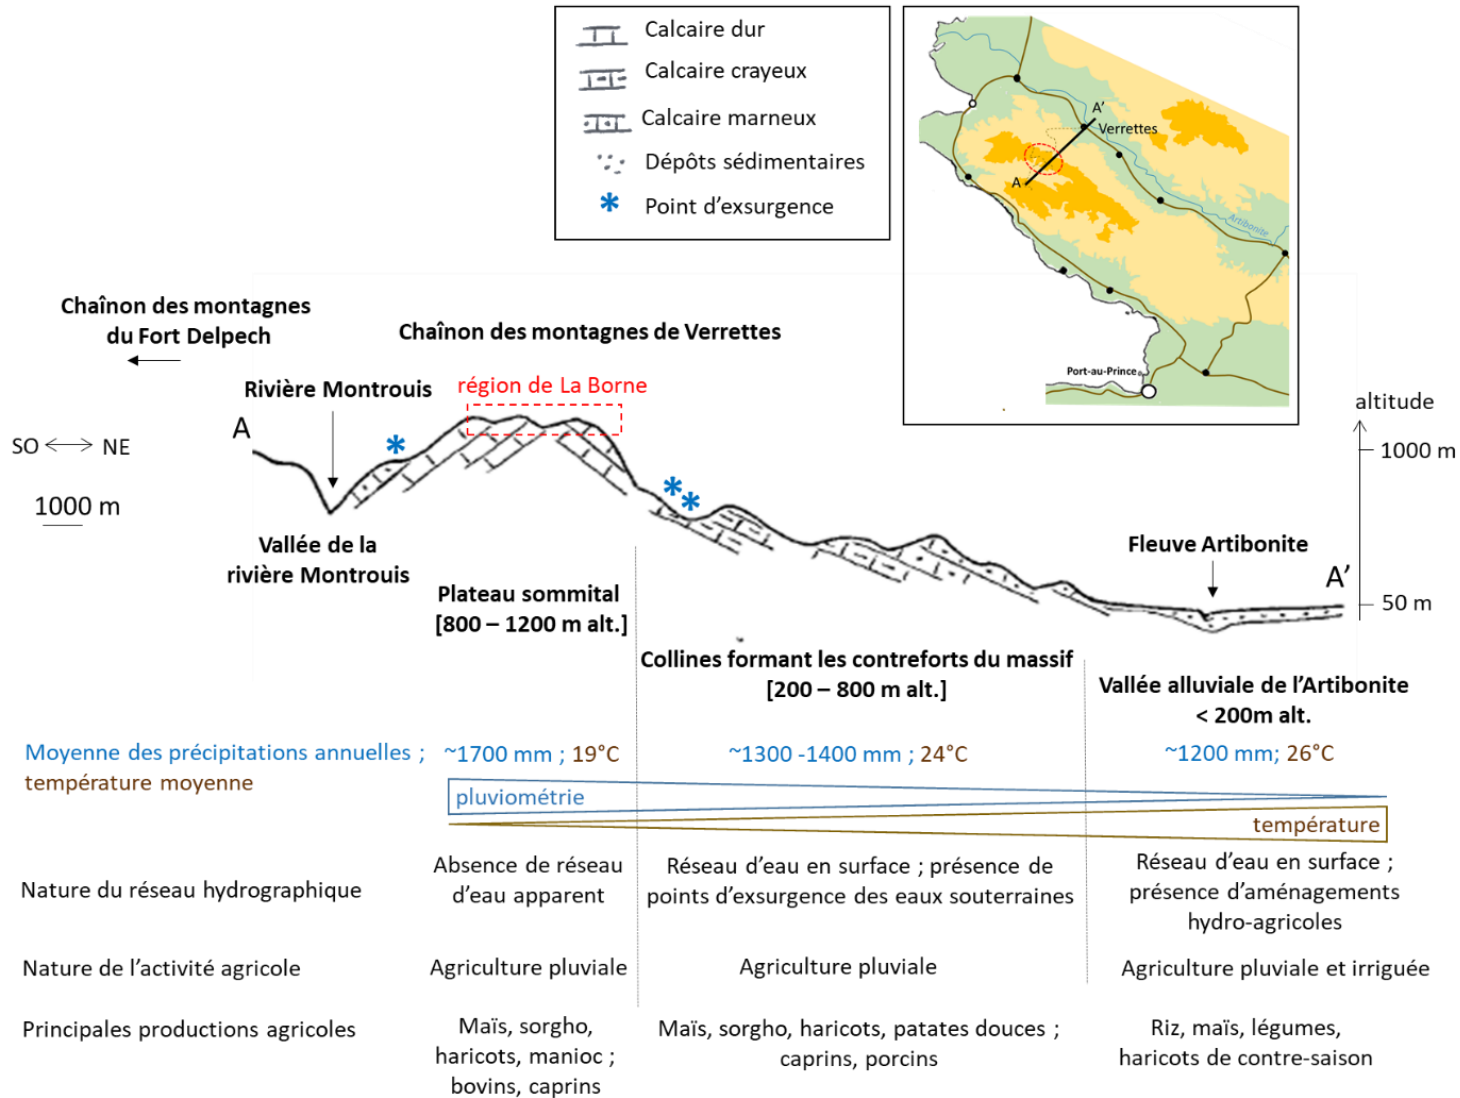 Calcaire dur
Calcaire crayeux
Calcaire marneux
Dépôts sédimentaires
Point d'exsurgence
A'
Verrettes
A
Artibonite
Port-au-Prince
Chaînon des montagnes
du Fort Delpech
Chaînon des montagnes de Verrettes
Rivière Montrouis
région de La Borne
altitude
A
SO
NE
1000 m
1000 m
Vallée de la
rivière Montrouis
Fleuve Artibonite
A'
50 m
Plateau sommital
[800 – 1200 m alt.]
Collines formant les contreforts du massif
[200 – 800 m alt.]
Vallée alluviale de l'Artibonite
< 200m alt.
Moyenne des précipitations annuelles ;
température moyenne
~1700 mm ; 19°C
~1300 -1400 mm ; 24°C
~1200 mm; 26°C
pluviométrie
température
Nature du réseau hydrographique
Absence de réseau
d'eau apparent
Réseau d'eau en surface ; présence de
points d'exsurgence des eaux souterraines
Réseau d'eau en surface ;
présence d'aménagements
hydro-agricoles
Nature de l'activité agricole
Agriculture pluviale
Agriculture pluviale
Agriculture pluviale et irriguée
Principales productions agricoles
Maïs, sorgho,
haricots, manioc ;
bovins, caprins
Maïs, sorgho, haricots, patates douces ;
caprins, porcins
Riz, maïs, légumes,
haricots de contre-saison